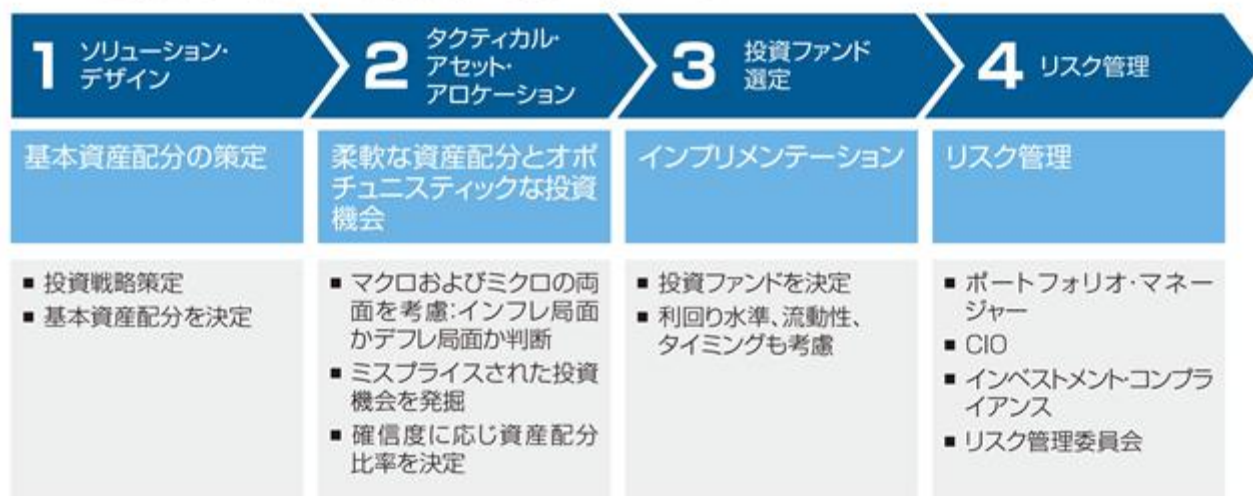 1 ソリューション・
デザイン
2 タクティカル・
アセット・
アロケーション
3 投資ファンド
選定
4 リスク管理
基本資産配分の策定
柔軟な資産配分とオポ
チュニスティックな投資
機会
インプリメンテーション
リスク管理
■ 投資戦略策定
■ 基本資産配分を決定
■ マクロおよびミクロの両
面を考慮:インフレ局面
かデフレ局面か判断
■ ミスプライスされた投資
機会を発掘
■ 確信度に応じ資産配分
比率を決定
■ 投資ファンドを決定
■ 利回り水準、流動性、
タイミングも考慮
■ ポートフォリオ・マネー
ジャー
■ CIO
■ インベストメント・コンプラ
イアンス
■ リスク管理委員会